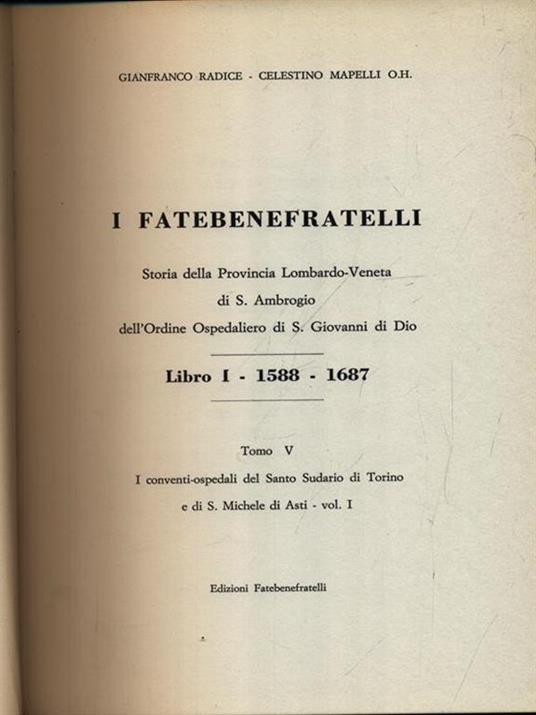 GIANFRANCO RADICE - CELESTINO MAPELLI O.H.
I FATEBENEFRATELLI
Storia della Provincia Lombardo-Veneta
di S. Ambrogio
dell'Ordine Ospedaliero di S. Giovanni di Dio
Libro I - 1588 - 1687
Tomo V
I conventi-ospedali del Santo Sudario di Torino
e di S. Michele di Asti - vol. I
Edizioni Fatebenefratelli